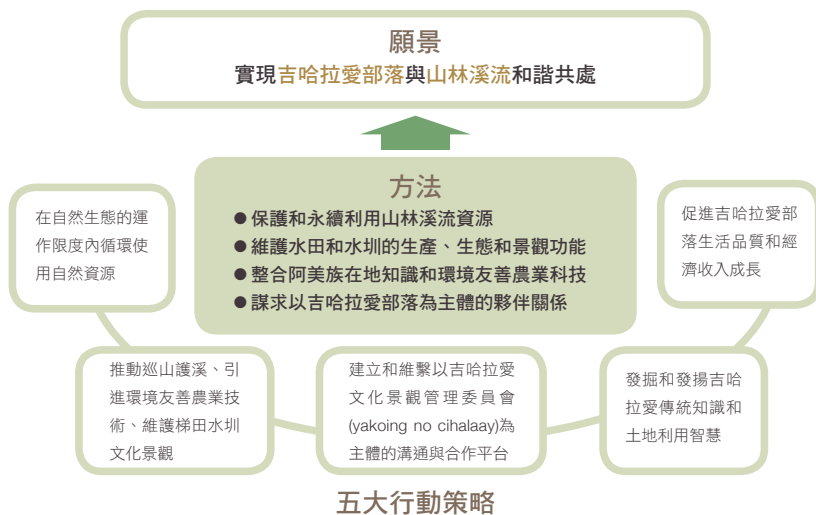 願景
實現吉哈拉愛部落與山林溪流和諧共處
方法
●保護和永續利用山林溪流資源
●維護水田和水圳的生產、生態和景觀功能
●整合阿美族在地知識和環境友善農業科技
●謀求以吉哈拉愛部落為主體的夥伴關係
在自然生態的運
作限度內循環使
用自然資源
推動巡山護溪、引
進環境友善農業技
術、維護梯田水圳
文化景觀
建立和維繫以吉哈拉愛
文化景觀管理委員會
(yakoing no cihalaay)為
主體的溝通與合作平台
發掘和發揚吉哈
拉愛傳統知識和
土地利用智慧
促進吉哈拉愛部
落生活品質和經
濟收入成長
五大行動策略